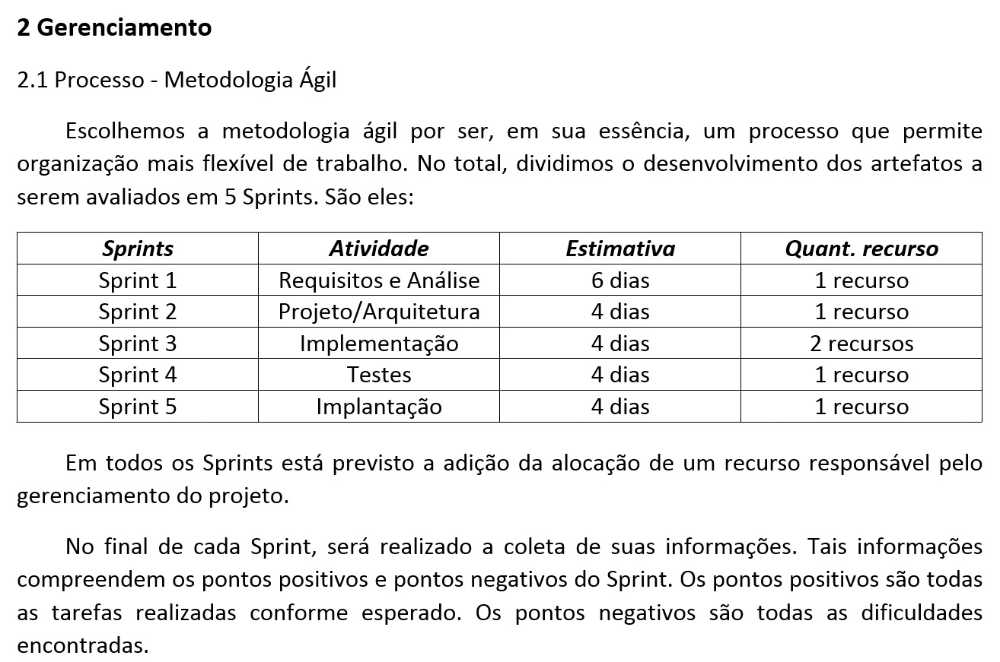 2 Gerenciamento
2.1 Processo - Metodologia Ágil
Escolhemos a metodologia ágil por ser, em sua essência, um processo que permite
organização mais flexível de trabalho. No total, dividimos o desenvolvimento dos artefatos a
serem avaliados em 5 Sprints. São eles:
Sprints Atividade Estimativa Quant. recurso
Sprint 1 Requisitos e Análise 6 dias 1 recurso
Sprint 2 Projeto/Arquitetura 4 dias 1 recurso
Sprint 3 Implementação 4 dias 2 recursos
Sprint 4 Testes 4 dias 1 recurso
Sprint 5 Implantação 4 dias 1 recurso
Em todos os Sprints está previsto a adição da alocação de um recurso responsável pelo
gerenciamento do projeto.
No final de cada Sprint, será realizado a coleta de suas informações. Tais informações
compreendem os pontos positivos e pontos negativos do Sprint. Os pontos positivos são todas
as tarefas realizadas conforme esperado. Os pontos negativos são todas as dificuldades
encontradas.